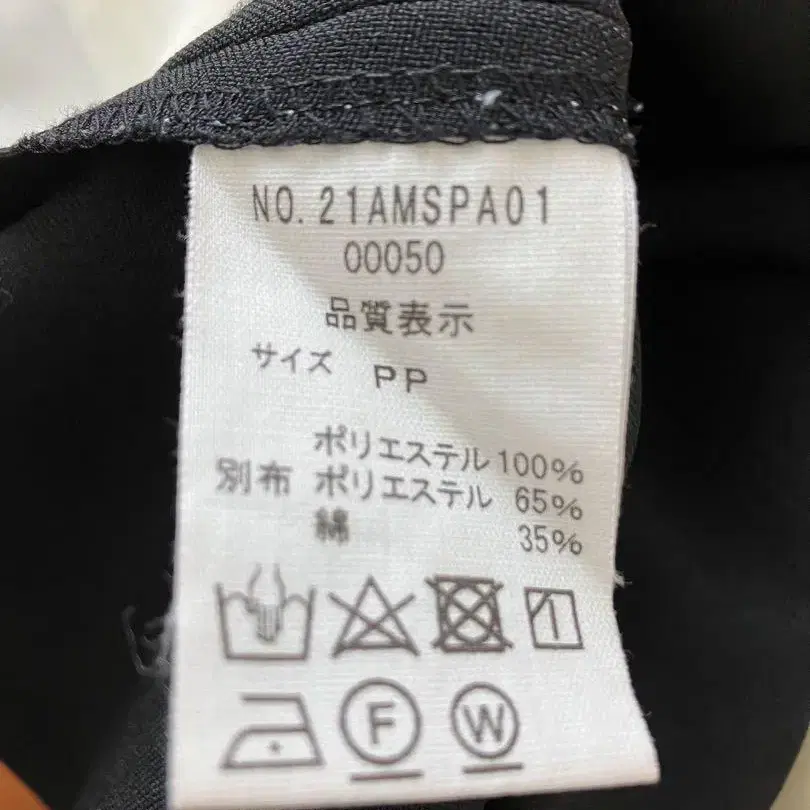 NO.21AMSPA01
00050
品質表示
サイズ PP
ポリエステル100%
別布 ポリエステル 65%
綿 35%
F W